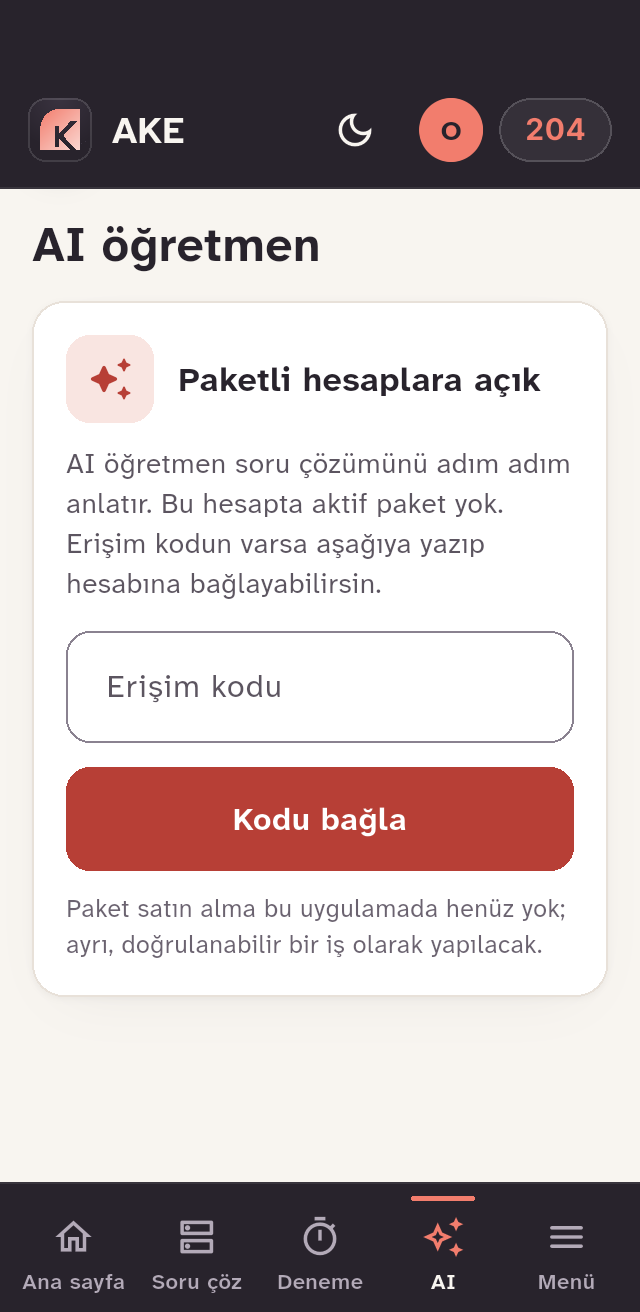 K
AKE
O
204
AI öğretmen
Paketli hesaplara açık
AI öğretmen soru çözümünü adım adım
anlatır. Bu hesapta aktif paket yok.
Erişim kodun varsa aşağıya yazıp
hesabına bağlayabilirsin.
Erişim kodu
Kodu bağla
Paket satın alma bu uygulamada henüz yok;
ayrı, doğrulanabilir bir iş olarak yapılacak.
Ana sayfa
Soru çöz
Deneme
AI
Menü